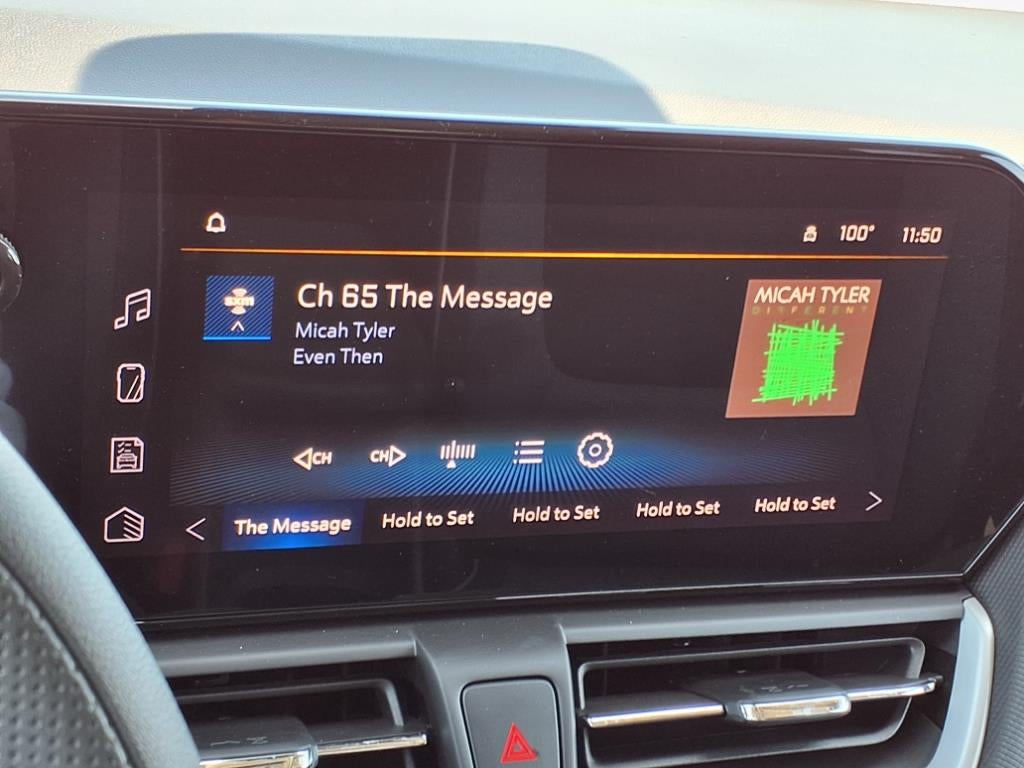 100° 11:50
sxm
Ch 65 The Message
Micah Tyler
Even Then
MICAH TYLER
DIFFERENT
CH
CH
The Message
Hold to Set
Hold to Set
Hold to Set
Hold to Set